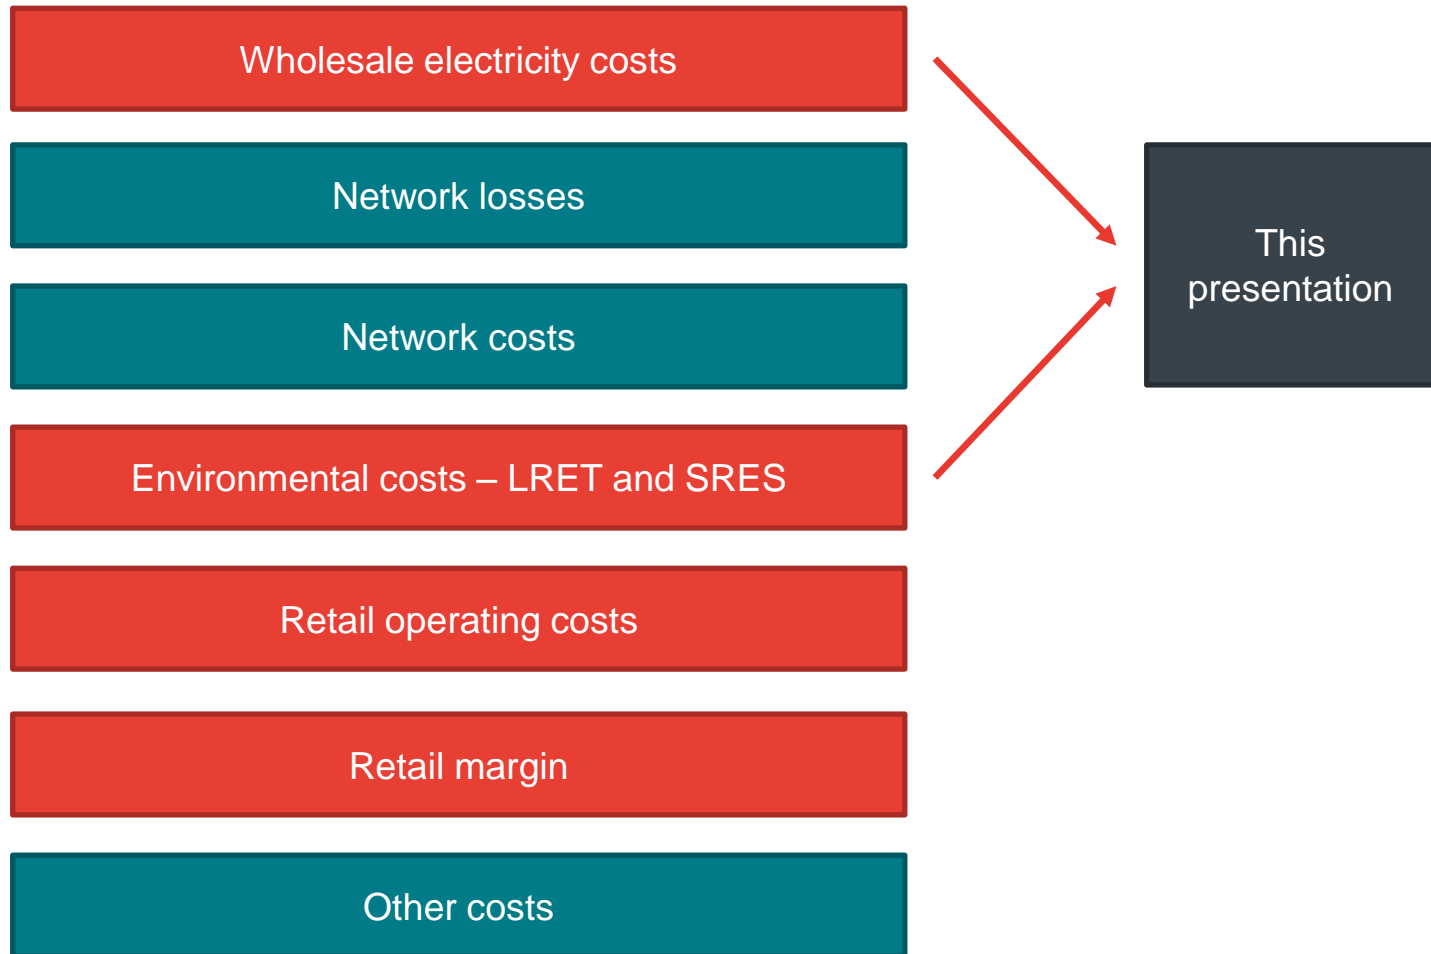 Wholesale electricity costs
Network losses
Network costs
Environmental costs – LRET and SRES
Retail operating costs
Retail margin
Other costs
This
presentation